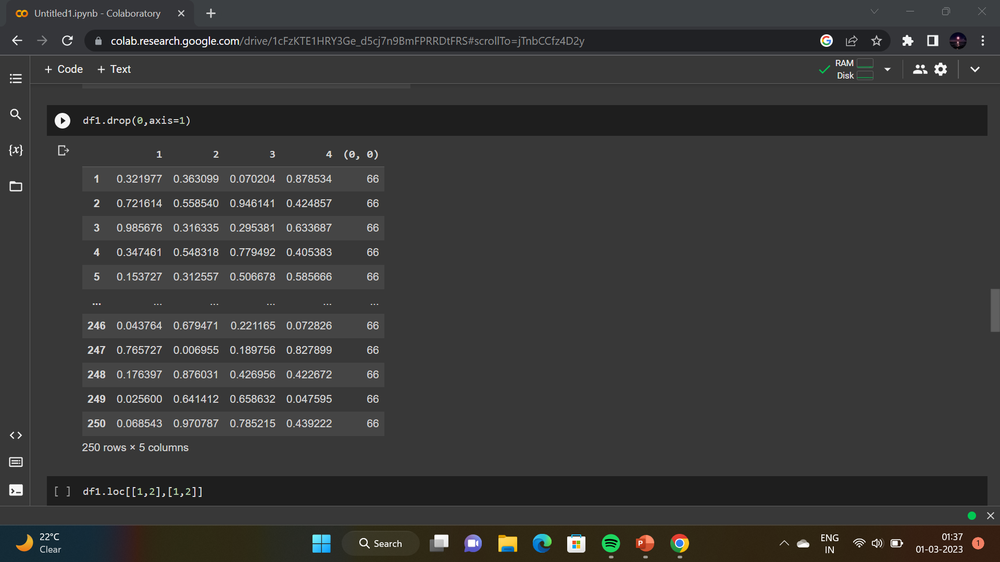 Untitled1.ipynb - Colaboratory
colab.research.google.com/drive/1cFzKTE1HRY3Ge_d5cj7n9BmFPRRDtFRS#scrollTo=jTnbCCfz4D2y
+ Code + Text RAM
Disk
{x}
df1.drop(0,axis=1)
1 2 3 4 (0, 0)
1 0.321977 0.363099 0.070204 0.878534 66
2 0.721614 0.558540 0.946141 0.424857 66
3 0.985676 0.316335 0.295381 0.633687 66
4 0.347461 0.548318 0.779492 0.405383 66
5 0.153727 0.312557 0.506678 0.585666 66
... ... ... ... ... ...
246 0.043764 0.679471 0.221165 0.072826 66
247 0.765727 0.006955 0.189756 0.827899 66
248 0.176397 0.876031 0.426956 0.422672 66
249 0.025600 0.641412 0.658632 0.047595 66
250 0.068543 0.970787 0.785215 0.439222 66
250 rows × 5 columns
[ ] df1.loc[[1,2],[1,2]]
22°C
Clear
Search
P
ENG
IN
01:37
01-03-2023
1